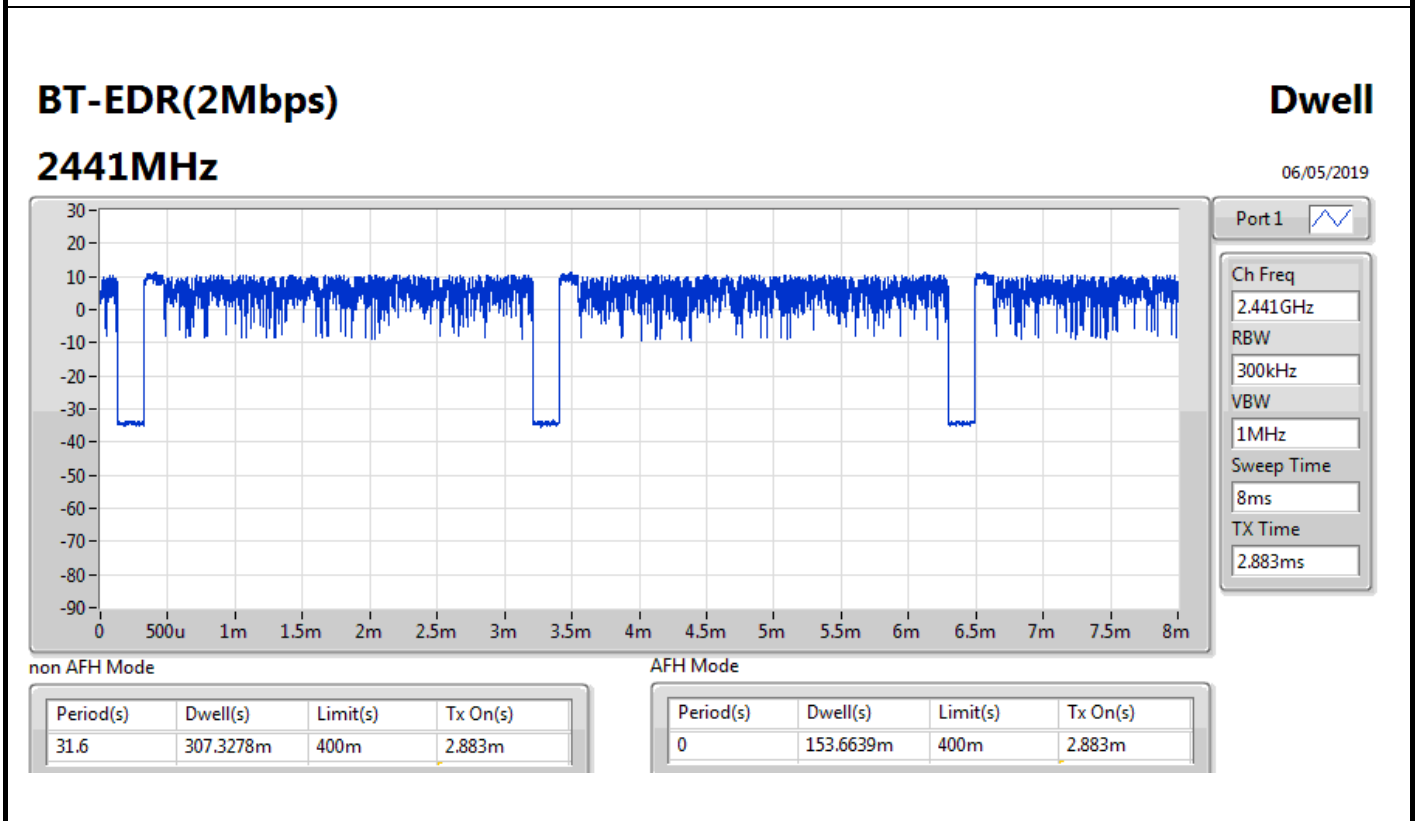 BT-EDR(2Mbps)
Dwell
2441MHz
06/05/2019
30
20
10
0
-10
-20
-30
-40
-50
-60
-70
-80
-90
0 500u 1m 1.5m 2m 2.5m 3m 3.5m 4m 4.5m 5m 5.5m 6m 6.5m 7m 7.5m 8m
Port 1
Ch Freq
2.441GHz
RBW
300kHz
VBW
1MHz
Sweep Time
8ms
TX Time
2.883ms
non AFH Mode
Period(s) Dwell(s) Limit(s) Tx On(s)
31.6 307.3278m 400m 2.883m
AFH Mode
Period(s) Dwell(s) Limit(s) Tx On(s)
0 153.6639m 400m 2.883m